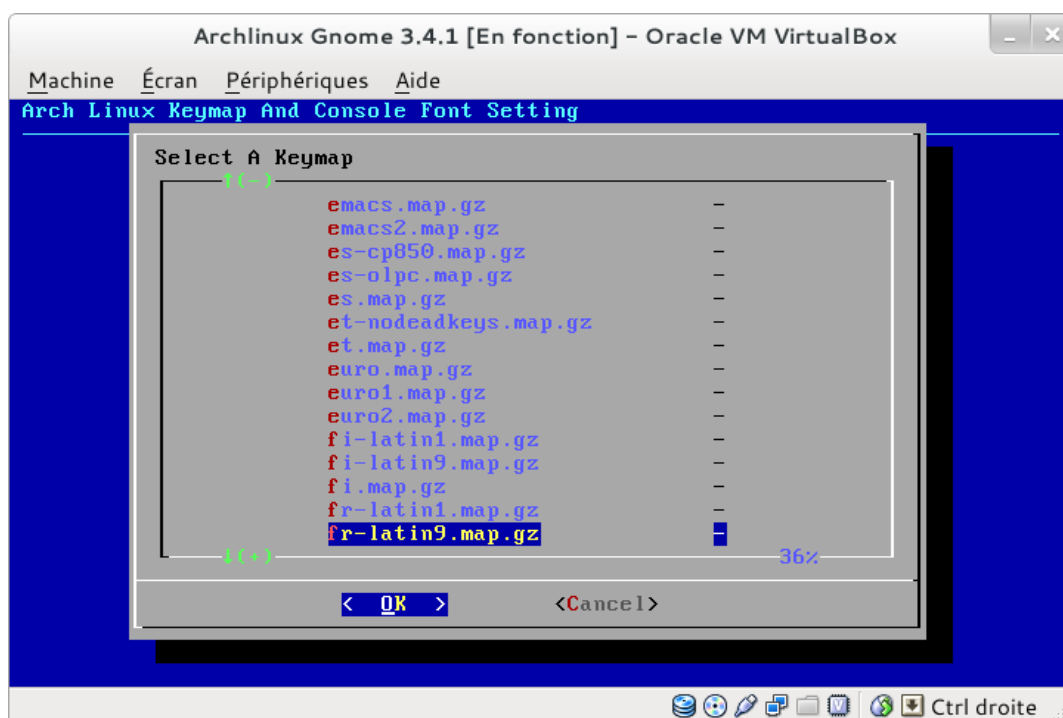 Archlinux Gnome 3.4.1 [En fonction] - Oracle VM VirtualBox
Machine Écran Périphériques Aide
Arch Linux Keymap And Console Font Setting
Select A Keymap
↑(-)
emacs.map.gz -
emacs2.map.gz -
es-cp850.map.gz -
es-olpc.map.gz -
es.map.gz -
et-nodeadkeys.map.gz -
et.map.gz -
euro.map.gz -
euro1.map.gz -
euro2.map.gz -
fi-latin1.map.gz -
fi-latin9.map.gz -
fi.map.gz -
fr-latin1.map.gz -
fr-latin9.map.gz -
↓(+) 36%
< OK > <Cancel>
Ctrl droite